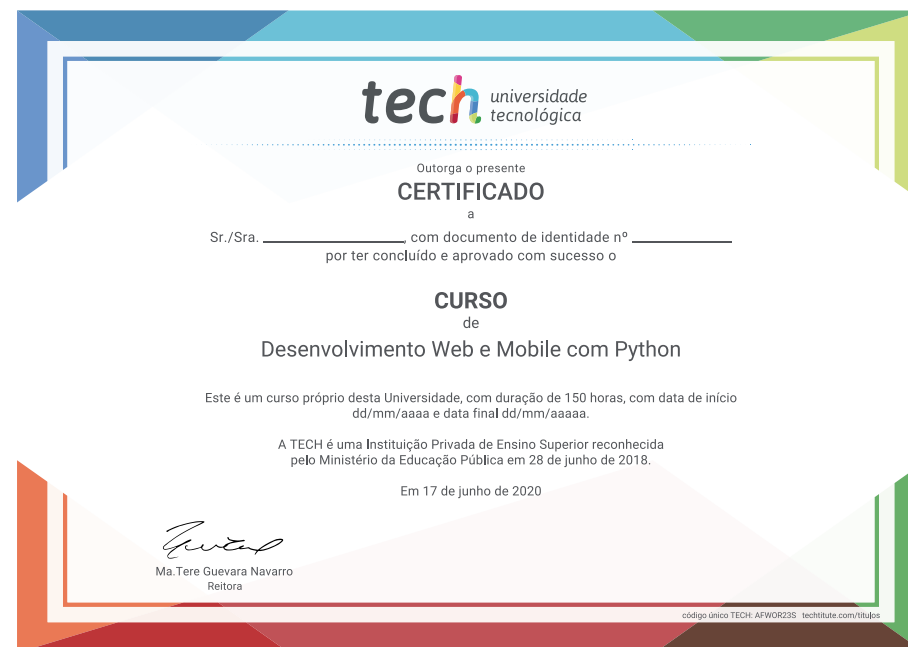 tech universidade
tecnológica
Outorga o presente
CERTIFICADO
a
Sr./Sra. ____________, com documento de identidade nº ____________
por ter concluído e aprovado com sucesso o
CURSO
de
Desenvolvimento Web e Mobile com Python
Este é um curso próprio desta Universidade, com duração de 150 horas, com data de início
dd/mm/aaaa e data final dd/mm/aaaaa.
A TECH é uma Instituição Privada de Ensino Superior reconhecida
pelo Ministério da Educação Pública em 28 de junho de 2018.
Em 17 de junho de 2020
Ma.Tere Guevara Navarro
Reitora
código único TECH: AFWOR23S techtitute.com/titulos